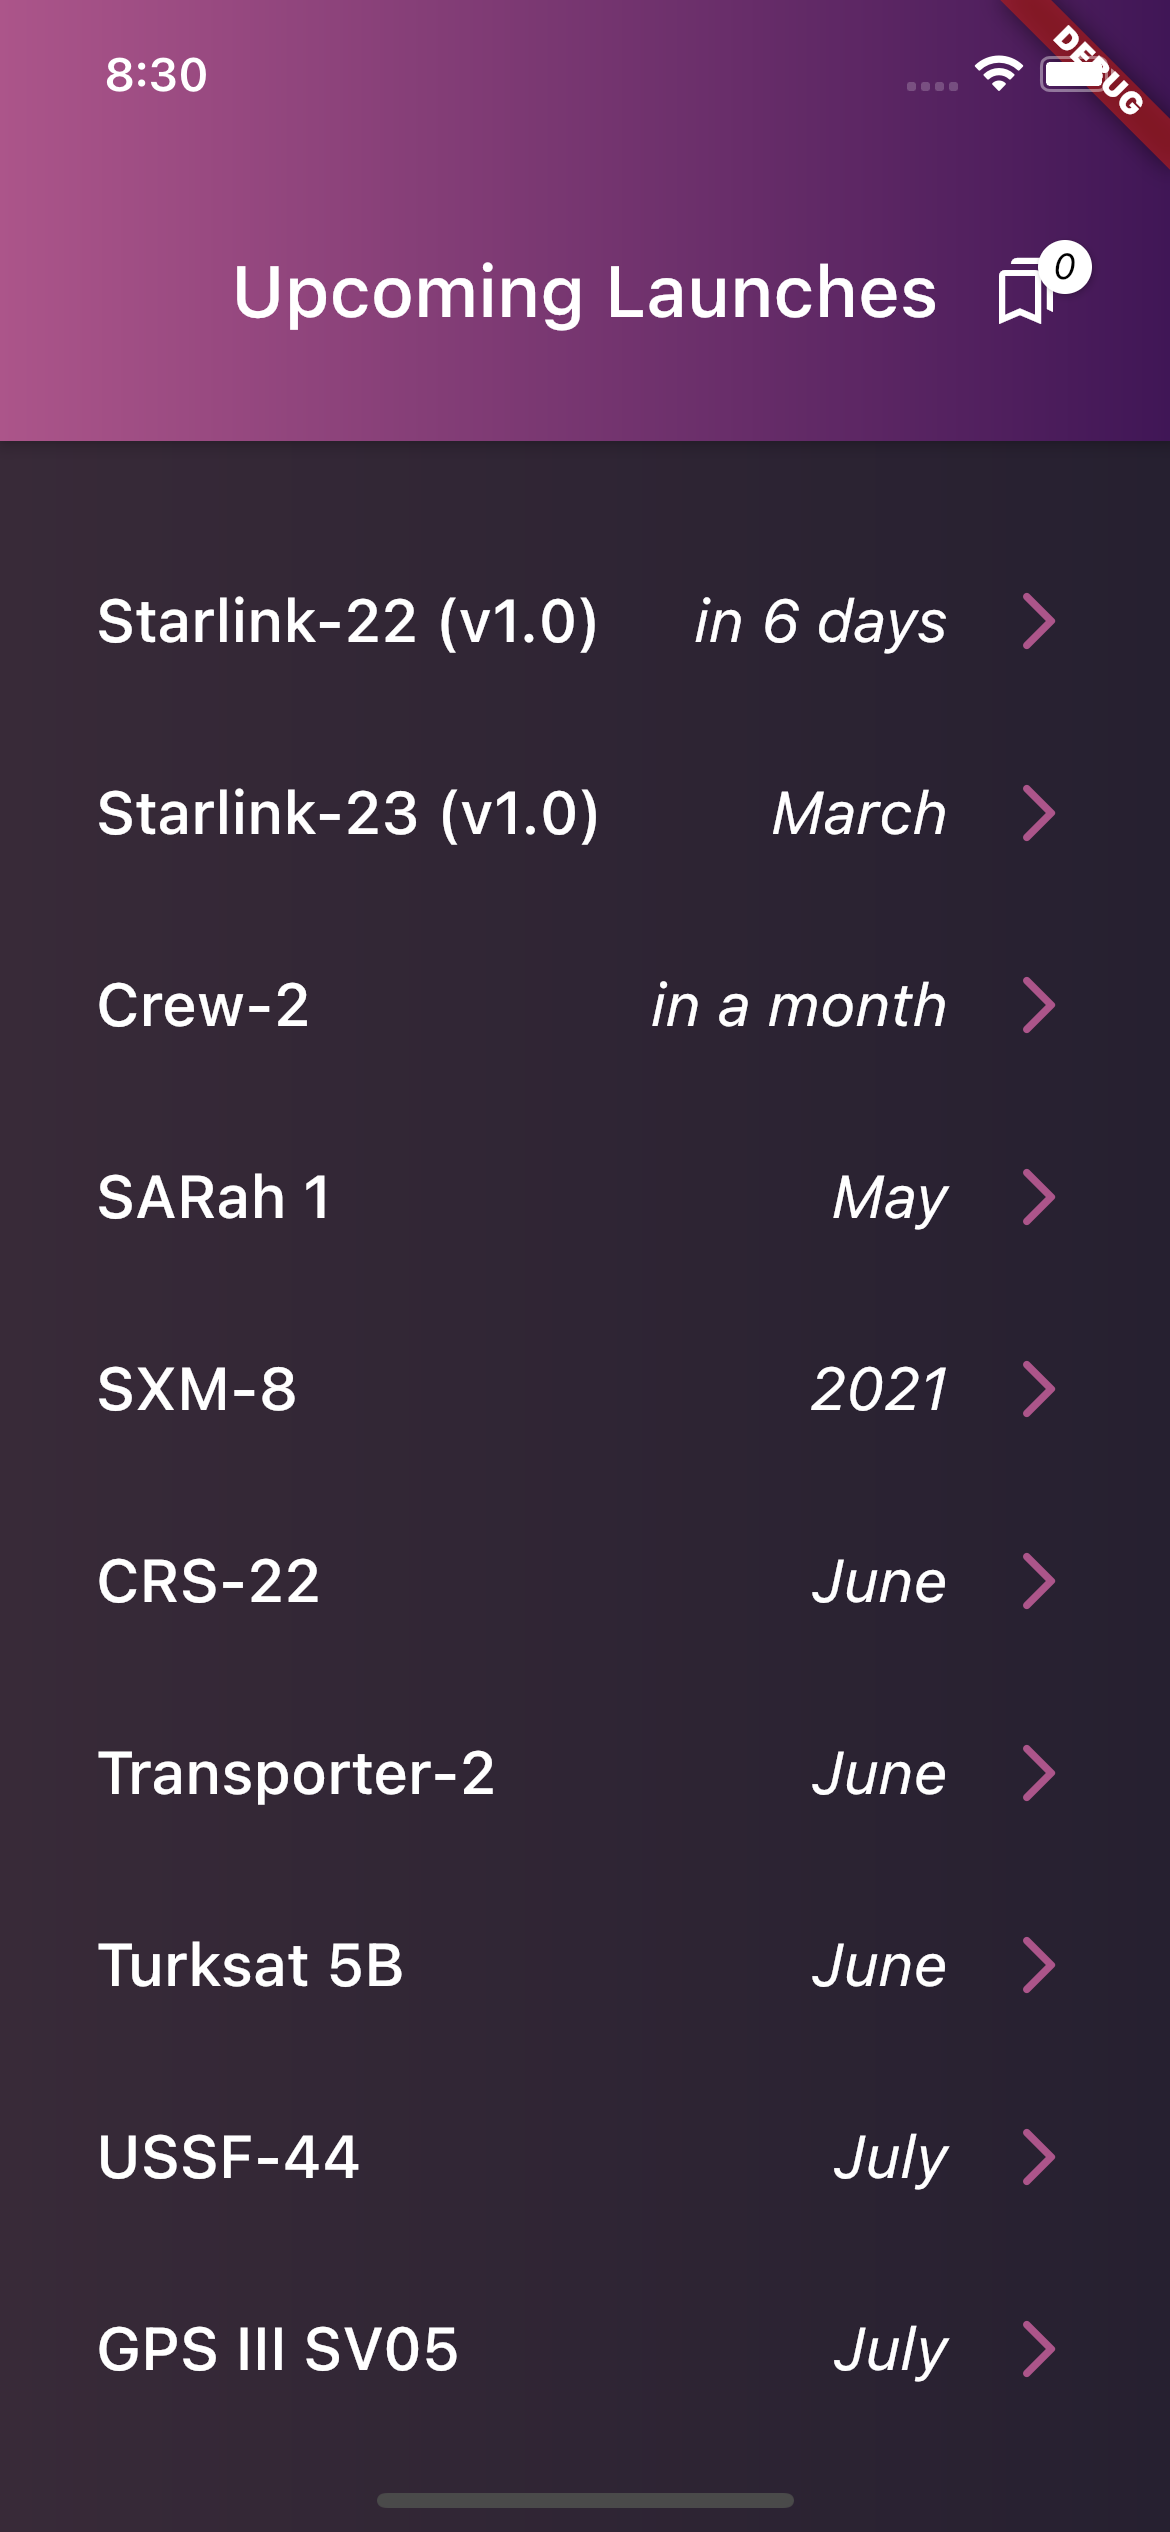 8:30
DEBUG
Upcoming Launches
0
Starlink-22 (v1.0) in 6 days
Starlink-23 (v1.0) March
Crew-2 in a month
SARah 1 May
SXM-8 2021
CRS-22 June
Transporter-2 June
Turksat 5B June
USSF-44 July
GPS III SV05 July